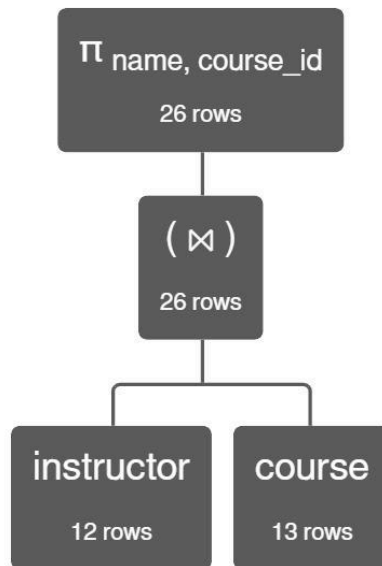 π name, course_id
26 rows
( ⋈ )
26 rows
instructor
12 rows
course
13 rows